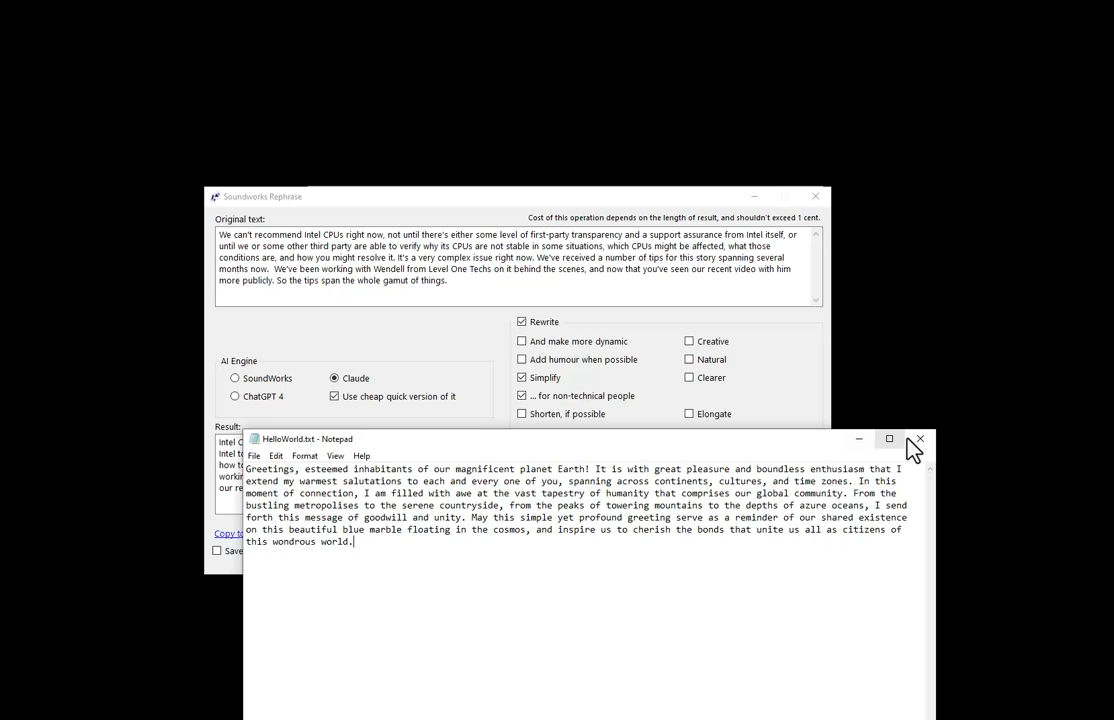 Soundworks Rephrase
Original text:
Cost of this operation depends on the length of result, and shouldn't exceed 1 cent.
We can't recommend Intel CPUs right now, not until there's either some level of first-party transparency and a support assurance from Intel itself, or
until we or some other third party are able to verify why its CPUs are not stable in some situations, which CPUs might be affected, what those
conditions are, and how you might resolve it. It's a very complex issue right now. We've received a number of tips for this story spanning several
months now.  We've been working with Wendell from Level One Techs on it behind the scenes, and now that you've seen our recent video with him
more publicly. So the tips span the whole gamut of things.
Rewrite
And make more dynamic
Creative
Add humour when possible
Natural
AI Engine
SoundWorks
Claude
Simplify
Clearer
ChatGPT 4
Use cheap quick version of it
... for non-technical people
Shorten, if possible
Elongate
Result:
Intel
Intel to
how to
our re
Copy to
Save
HelloWorld.txt - Notepad
File Edit Format View Help
Greetings, esteemed inhabitants of our magnificent planet Earth! It is with great pleasure and boundless enthusiasm that I
extend my warmest salutations to each and every one of you, spanning across continents, cultures, and time zones. In this
moment of connection, I am filled with awe at the vast tapestry of humanity that comprises our global community. From the
bustling metropolises to the serene countryside, from the peaks of towering mountains to the depths of azure oceans, I send
forth this message of goodwill and unity. May this simple yet profound greeting serve as a reminder of our shared existence
on this beautiful blue marble floating in the cosmos, and inspire us to cherish the bonds that unite us all as citizens of
this wondrous world.